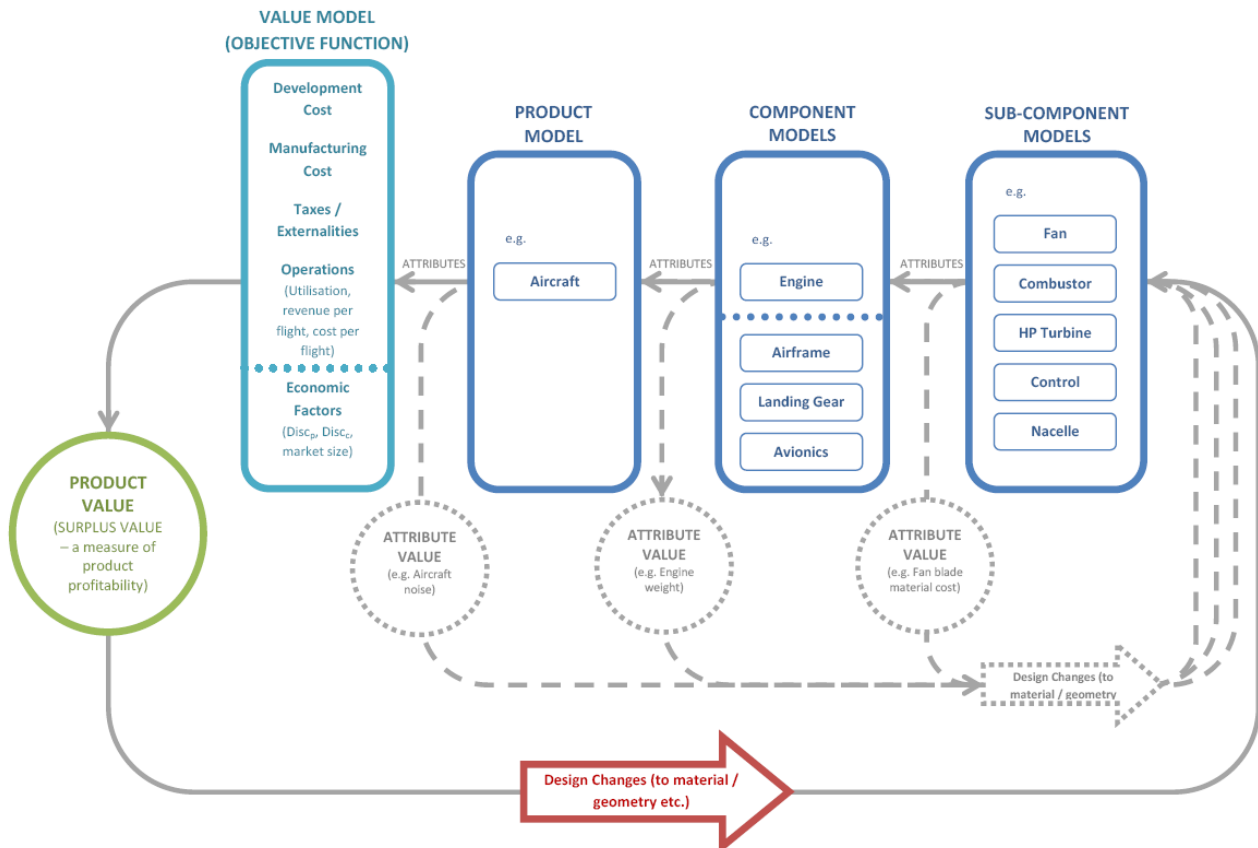 VALUE MODEL
(OBJECTIVE FUNCTION)
Development
Cost
Manufacturing
Cost
Taxes /
Externalities
Operations
(Utilisation,
revenue per
flight, cost per
flight)
Economic
Factors
(Discp, Discc,
market size)
PRODUCT
MODEL
e.g.
Aircraft
COMPONENT
MODELS
e.g.
Engine
Airframe
Landing Gear
Avionics
SUB-COMPONENT
MODELS
e.g.
Fan
Combustor
HP Turbine
Control
Nacelle
ATTRIBUTES
ATTRIBUTES
ATTRIBUTES
PRODUCT
VALUE
(SURPLUS VALUE
– a measure of
product
profitability)
ATTRIBUTE
VALUE
(e.g. Aircraft
noise)
ATTRIBUTE
VALUE
(e.g. Engine
weight)
ATTRIBUTE
VALUE
(e.g. Fan blade
material cost)
Design Changes (to
material / geometry
Design Changes (to material /
geometry etc.)